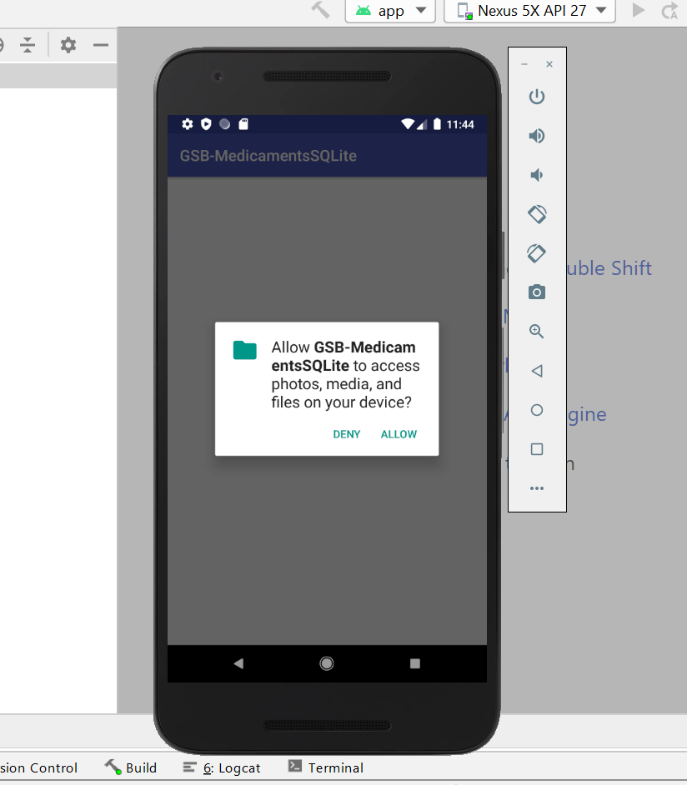 app
Nexus 5X API 27
11:44
GSB-MedicamentsSQLite
uble Shift
Allow GSB-Medicam
entsSQLite to access
photos, media, and
files on your device?
gine
DENY
ALLOW
sion Control
Build
6: Logcat
Terminal